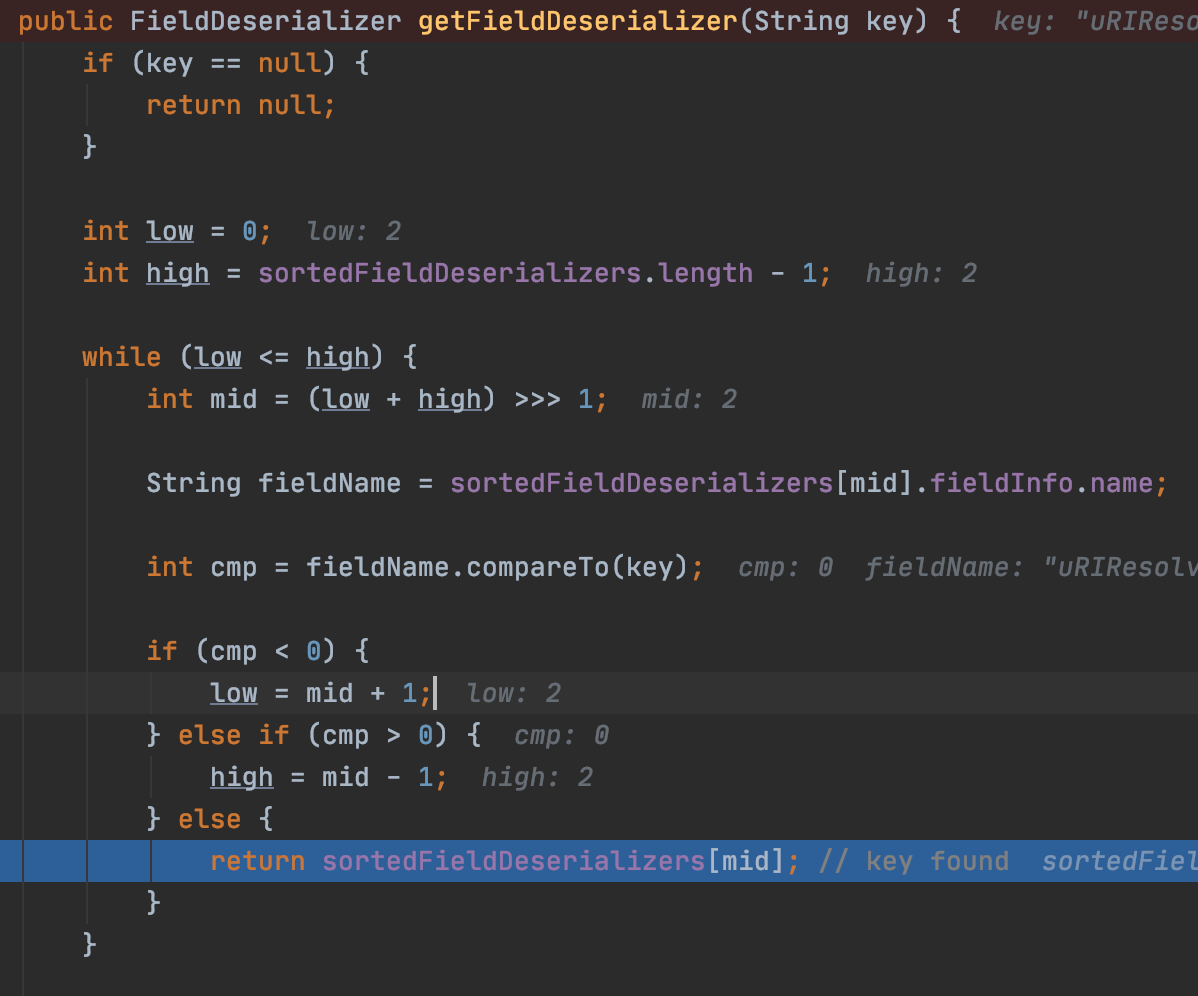 public FieldDeserializer getFieldDeserializer(String key) {  key: "uRIReso
if (key == null) {
return null;
}
int low = 0;  low: 2
int high = sortedFieldDeserializers.length - 1;  high: 2
while (low <= high) {
int mid = (low + high) >>> 1;  mid: 2
String fieldName = sortedFieldDeserializers[mid].fieldInfo.name;
int cmp = fieldName.compareTo(key);  cmp: 0  fieldName: "uRIResolv
if (cmp < 0) {
low = mid + 1;  low: 2
} else if (cmp > 0) {  cmp: 0
high = mid - 1;  high: 2
} else {
return sortedFieldDeserializers[mid]; // key found  sortedFiel
}
}